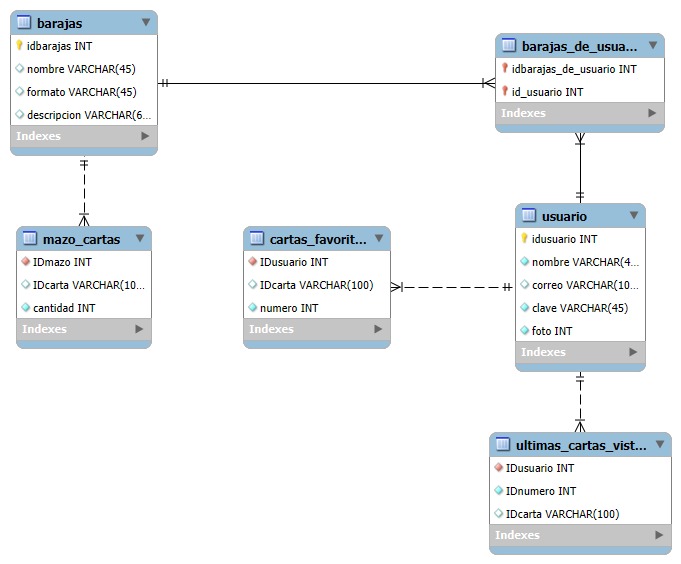 barajas
idbarajas INT
nombre VARCHAR(45)
formato VARCHAR(45)
descripcion VARCHAR(6...
Indexes
barajas_de_usua...
idbarajas_de_usuario INT
id_usuario INT
Indexes
mazo_cartas
IDmazo INT
IDcarta VARCHAR(10...
cantidad INT
Indexes
cartas_favorit...
IDusuario INT
IDcarta VARCHAR(100)
numero INT
Indexes
usuario
idusuario INT
nombre VARCHAR(4...
correo VARCHAR(10...
clave VARCHAR(45)
foto INT
Indexes
ultimas_cartas_vist...
IDusuario INT
IDnumero INT
IDcarta VARCHAR(100)
Indexes